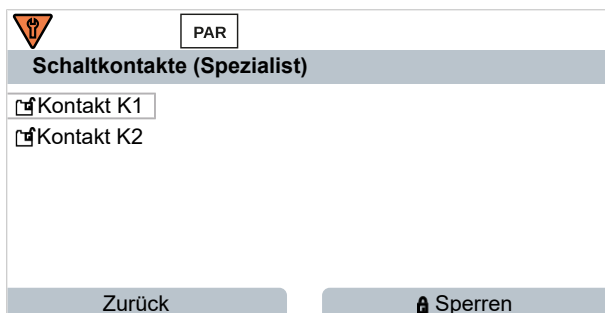 PAR
Schaltkontakte (Spezialist)
Kontakt K1
Kontakt K2
Zurück
Sperren